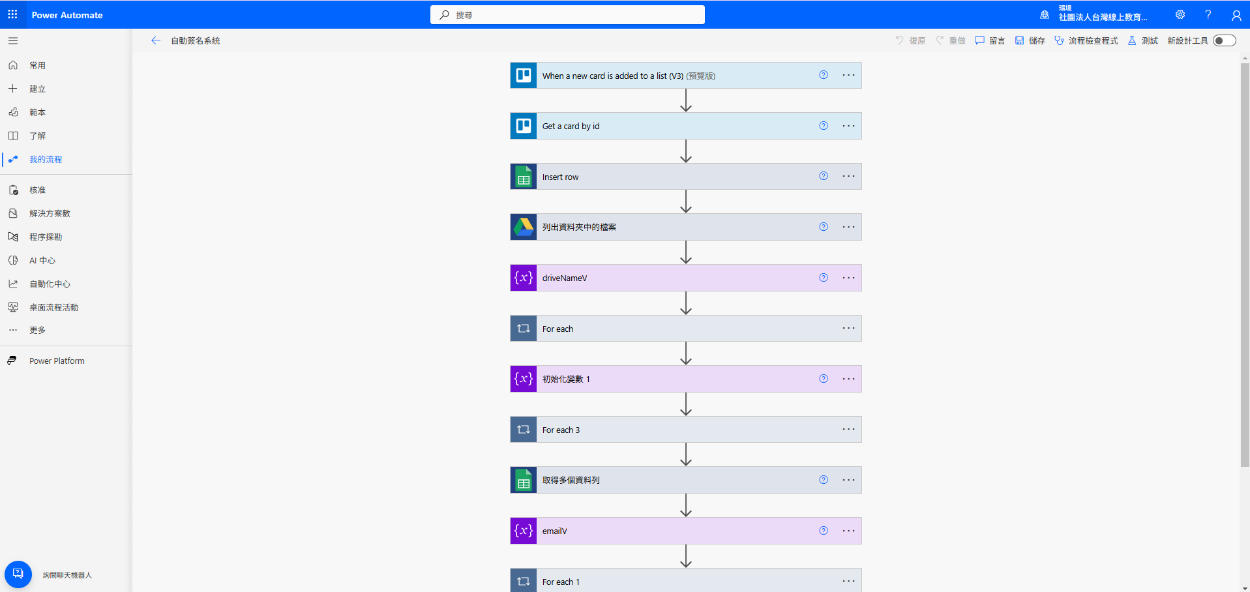 Power Automate
搜尋
環境
社團法人台灣線上教育...
自動簽名系統
復原
重做
留言
儲存
流程檢查程式
測試
新設計工具
常用
建立
範本
了解
我的流程
核准
解決方案數
程序探勘
AI 中心
自動化中心
桌面流程活動
更多
Power Platform
詢問聊天機器人
When a new card is added to a list (V3) (預覽版)
Get a card by id
Insert row
列出資料夾中的檔案
driveNameV
For each
初始化變數 1
For each 3
取得多個資料列
emailV
For each 1